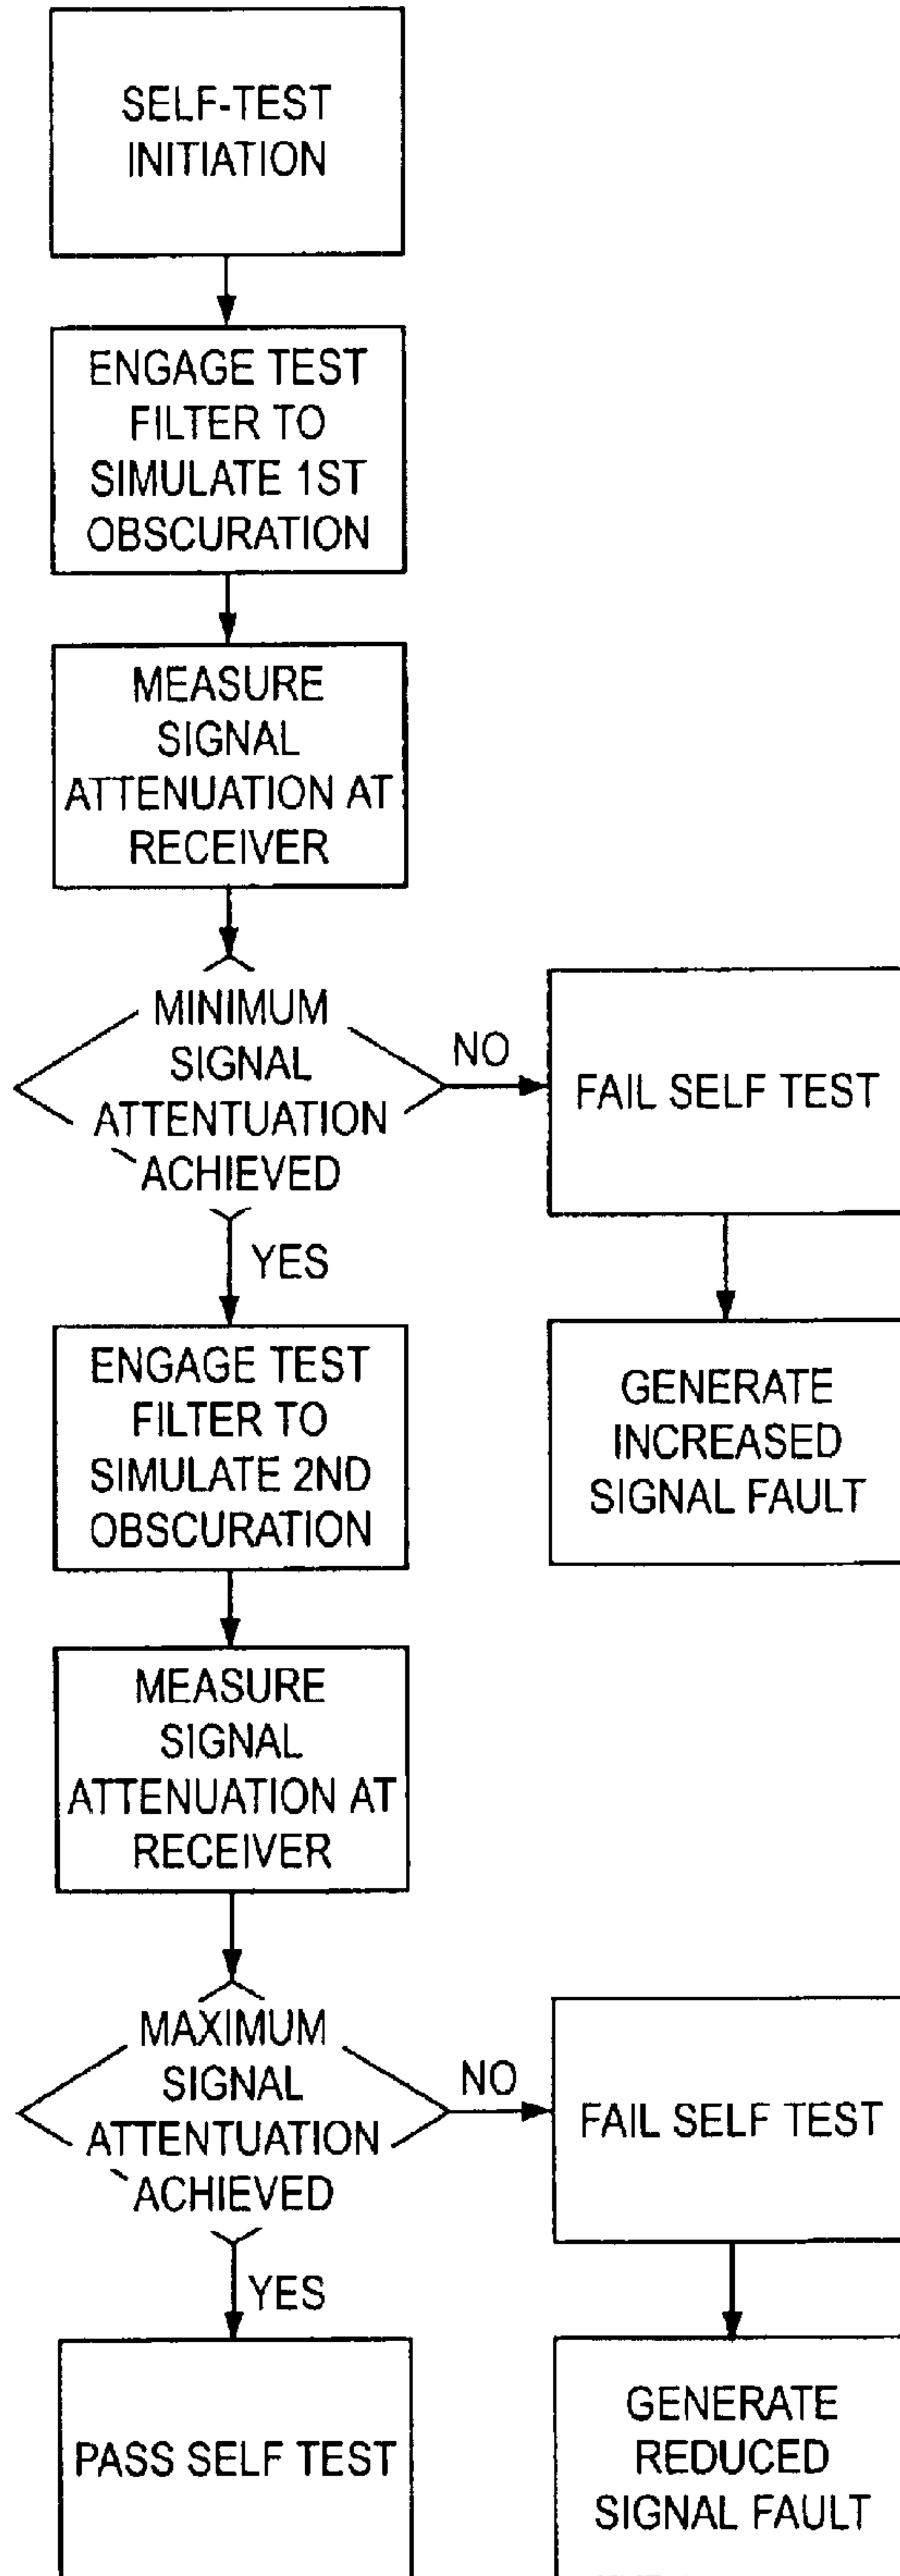 SELF-TEST
INITIATION
ENGAGE TEST
FILTER TO
SIMULATE 1ST
OBSCURATION
MEASURE
SIGNAL
ATTENUATION AT
RECEIVER
MINIMUM
SIGNAL
ATTENTUATION
ACHIEVED
NO
FAIL SELF TEST
YES
GENERATE
INCREASED
SIGNAL FAULT
ENGAGE TEST
FILTER TO
SIMULATE 2ND
OBSCURATION
MEASURE
SIGNAL
ATTENUATION AT
RECEIVER
MAXIMUM
SIGNAL
ATTENTUATION
ACHIEVED
NO
FAIL SELF TEST
YES
PASS SELF TEST
GENERATE
REDUCED
SIGNAL FAULT